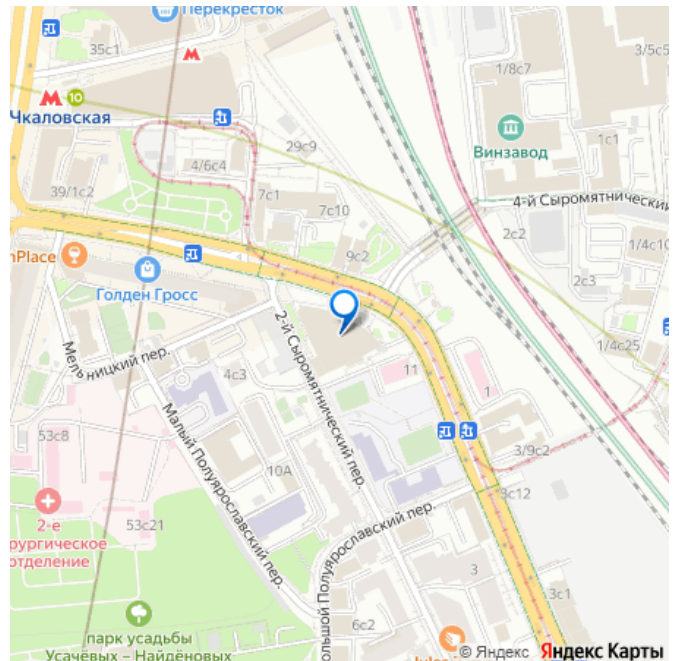 Перекресток
35с1
3/5с5
1/8с7
10
Чкаловская
Винзавод
1с1
29с9
4/6с4
39/1с2
7с1
7с10
4-й Сыромятнический
2с2
1/4с10
nPlace
9с2
2с3
Голден Гросс
2-й Сыромятнический пер.
Мельницкий пер.
1/4с25
4с3
11
1
Малый Полуярославский пер.
53с8
3/9с2
10А
3с12
53с21
2-е
рургическое
отделение
ольшой Полуярославский пер.
3
3с1
парк усадьбы
Усачёвых – Найдёновых
6с2
© Яндекс Яндекс Карты